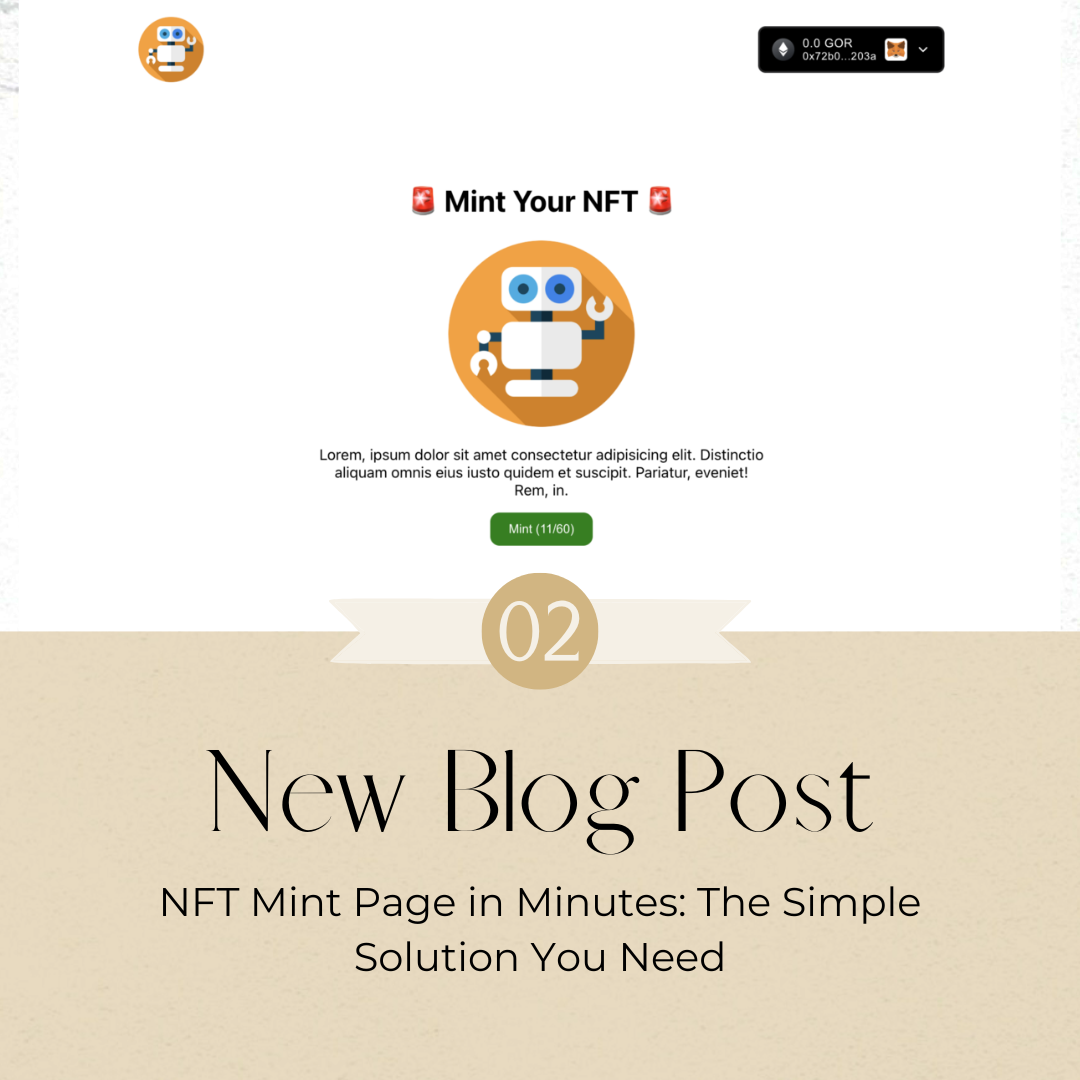 0.0 GOR
0x72b0...203a
🚨 Mint Your NFT 🚨
Lorem, ipsum dolor sit amet consectetur adipisicing elit. Distinctio
aliquam omnis eius iusto quidem et suscipit. Pariatur, eveniet!
Rem, in.
Mint (11/60)
02
New Blog Post
NFT Mint Page in Minutes: The Simple
Solution You Need